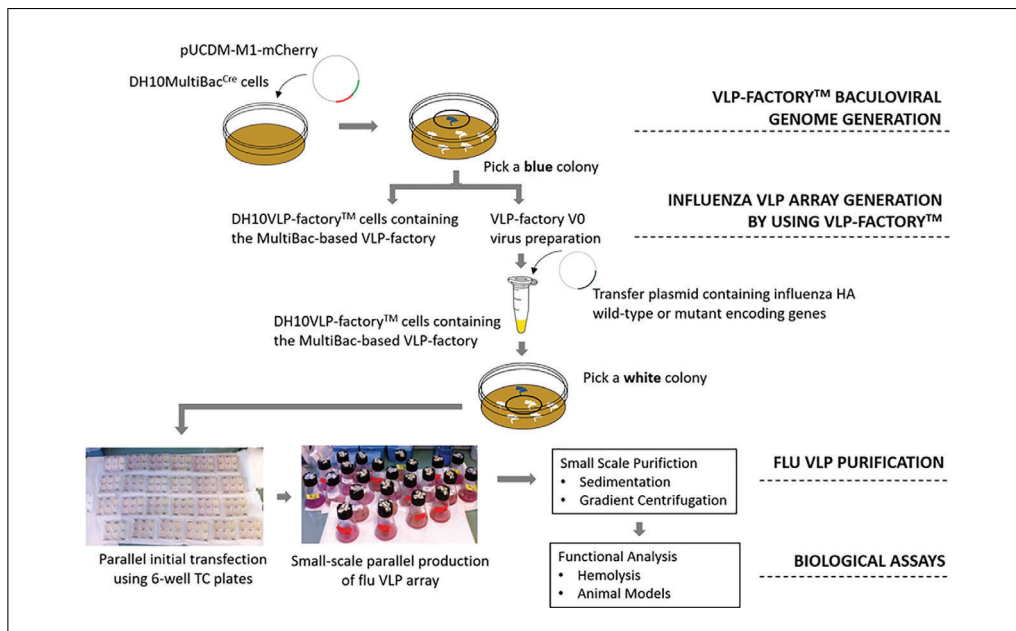 pUCDM-M1-mCherry
DH10MultiBacCre cells
VLP-FACTORY™ BACULOVIRAL
GENOME GENERATION
Pick a blue colony
DH10VLP-factory™ cells containing
the MultiBac-based VLP-factory
VLP-factory V0
virus preparation
INFLUENZA VLP ARRAY GENERATION
BY USING VLP-FACTORY™
Transfer plasmid containing influenza HA
wild-type or mutant encoding genes
DH10VLP-factory™ cells containing
the MultiBac-based VLP-factory
Pick a white colony
Parallel initial transfection
using 6-well TC plates
Small-scale parallel production
of flu VLP array
Small Scale Purifiction
• Sedimentation
• Gradient Centrifugation
FLU VLP PURIFICATION
Functional Analysis
• Hemolysis
• Animal Models
BIOLOGICAL ASSAYS